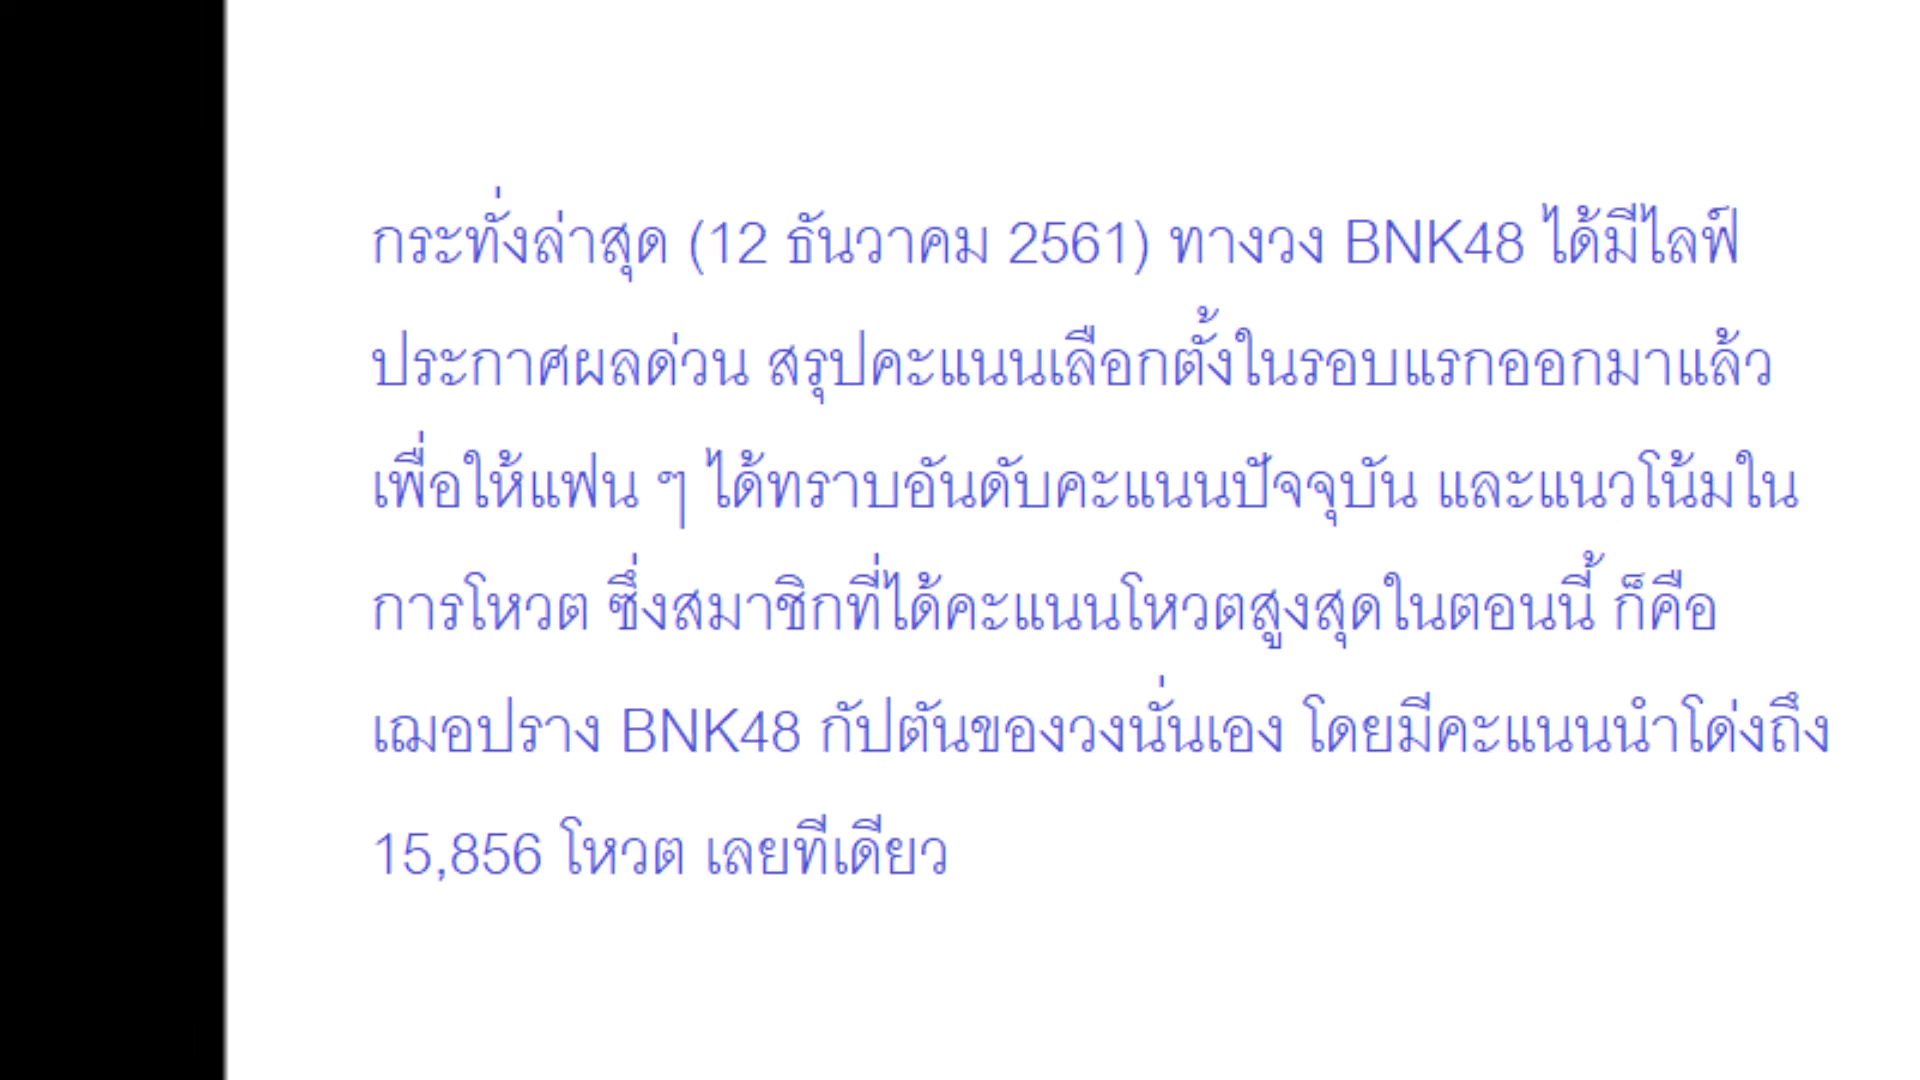 กระทั่งล่าสุด (12 ธันวาคม 2561) ทางวง BNK48 ได้มีไลฟ์
ประกาศผลด่วน สรุปคะแนนเลือกตั้งในรอบแรกออกมาแล้ว
เพื่อให้แฟน ๆ ได้ทราบอันดับคะแนนปัจจุบัน และแนวโน้มใน
การโหวต ซึ่งสมาชิกที่ได้คะแนนโหวตสูงสุดในตอนนี้ ก็คือ
เฌอปราง BNK48 กัปตันของวงนั่นเอง โดยมีคะแนนนำโด่งถึง
15,856 โหวต เลยทีเดียว